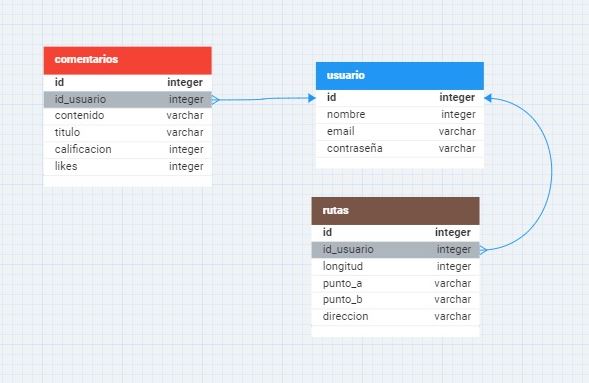 comentarios
id integer
id_usuario integer
contenido varchar
titulo varchar
calificacion integer
likes integer
usuario
id integer
nombre integer
email varchar
contraseña varchar
rutas
id integer
id_usuario integer
longitud integer
punto_a varchar
punto_b varchar
direccion varchar